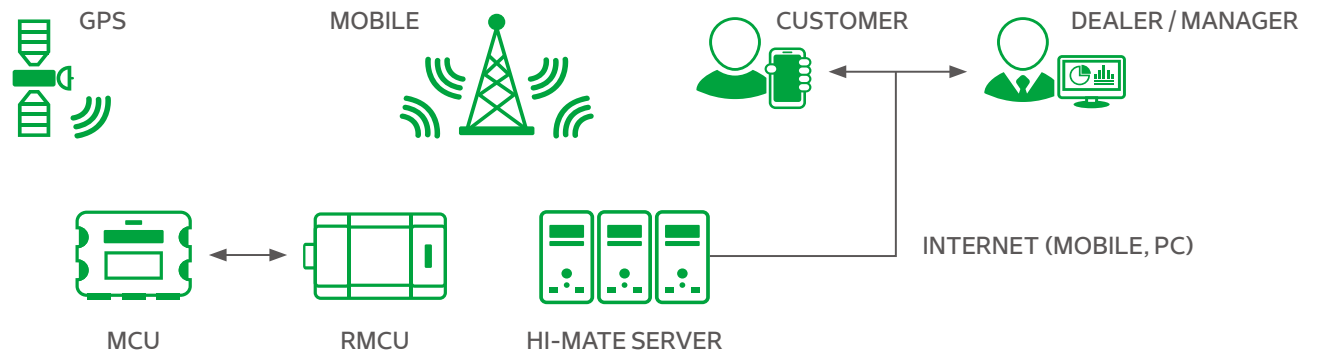 GPS
MOBILE
CUSTOMER
DEALER / MANAGER
INTERNET (MOBILE, PC)
MCU
RMCU
HI-MATE SERVER